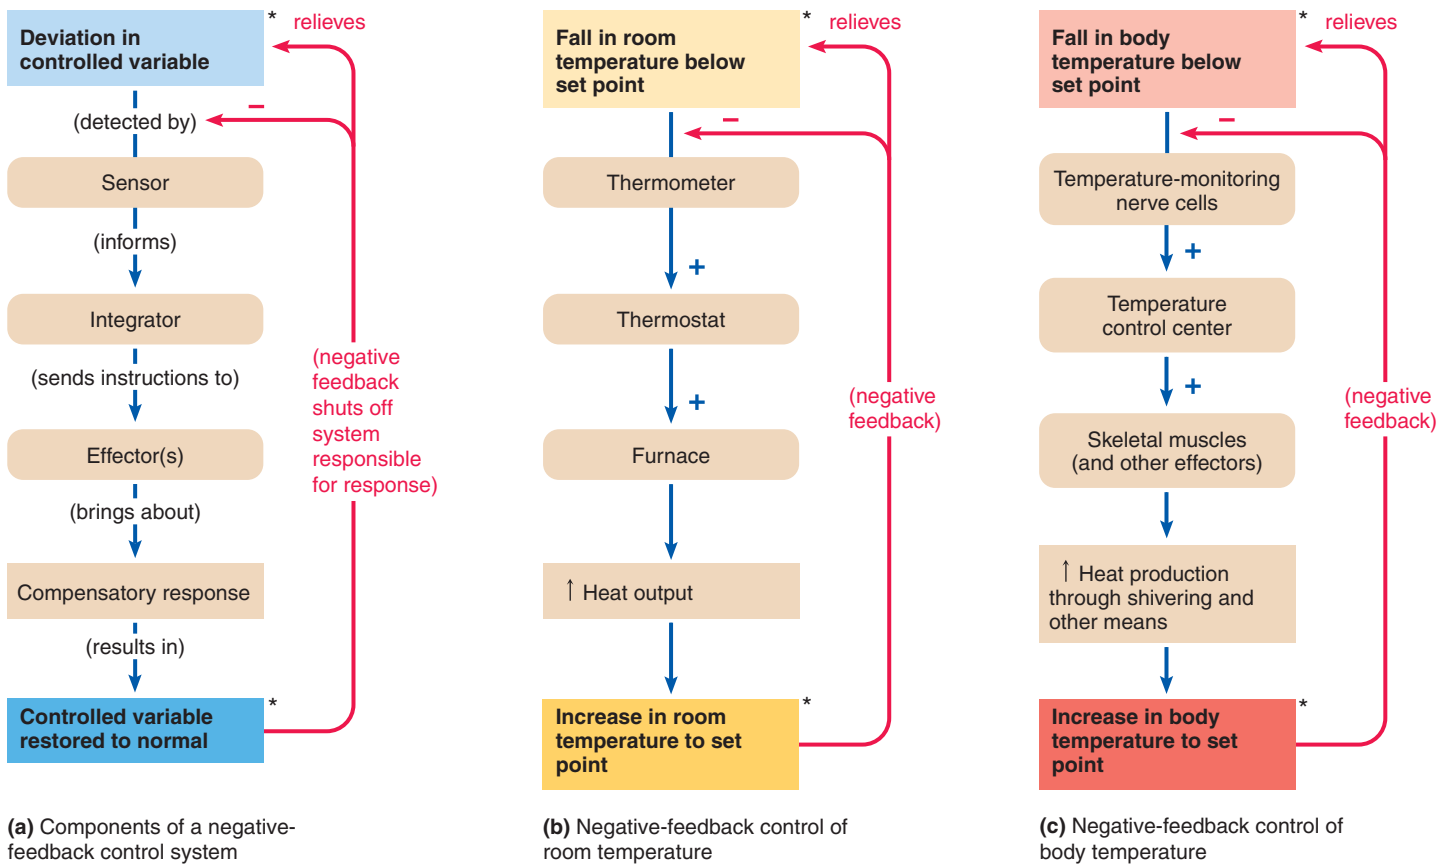 Deviation in
controlled variable
*
relieves
–
(detected by)
Sensor
(informs)
Integrator
(sends instructions to)
Effector(s)
(brings about)
Compensatory response
(results in)
Controlled variable
restored to normal
*
(negative
feedback
shuts off
system
responsible
for response)
(a) Components of a negative-
feedback control system
Fall in room
temperature below
set point
*
relieves
–
Thermometer
+
Thermostat
+
Furnace
↑ Heat output
Increase in room
temperature to set
point
*
(negative
feedback)
(b) Negative-feedback control of
room temperature
Fall in body
temperature below
set point
*
relieves
–
Temperature-monitoring
nerve cells
+
Temperature
control center
+
Skeletal muscles
(and other effectors)
↑ Heat production
through shivering and
other means
Increase in body
temperature to set
point
*
(negative
feedback)
(c) Negative-feedback control of
body temperature